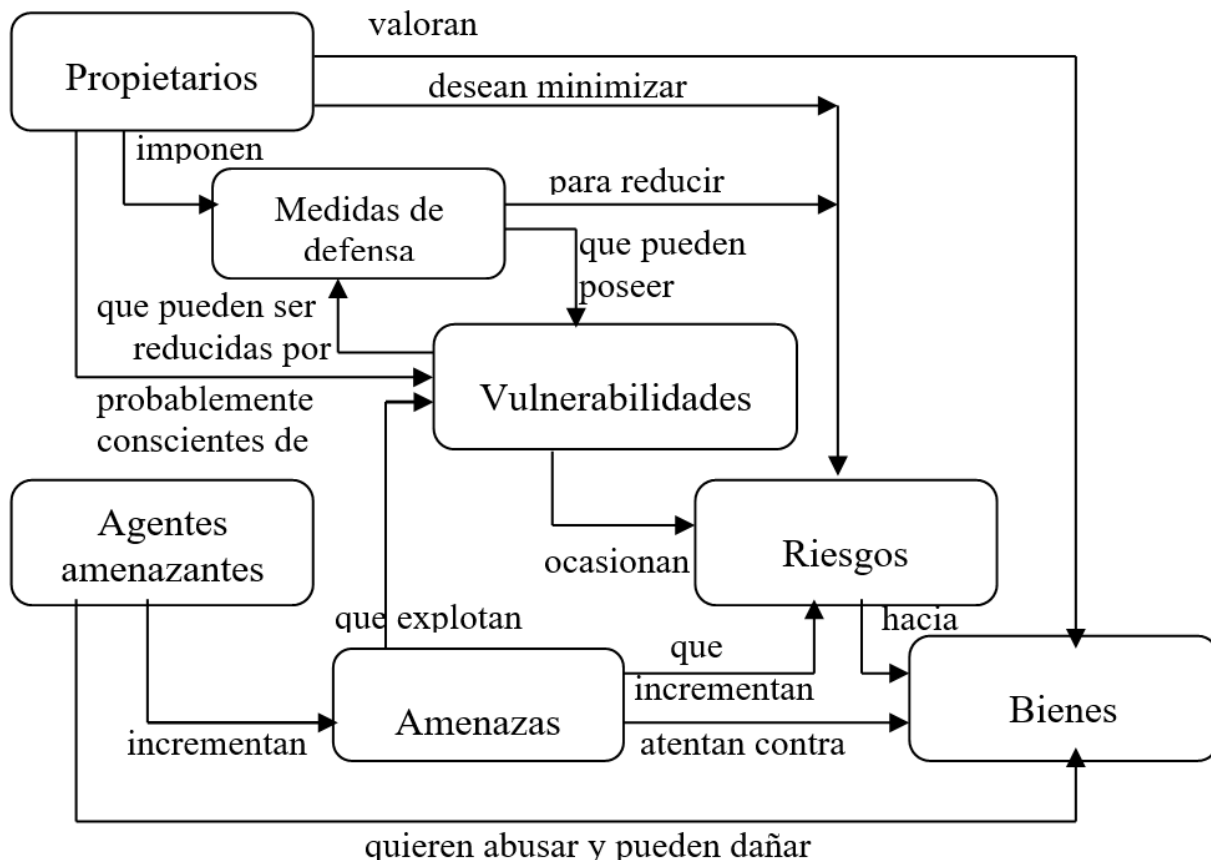 valoran
Propietarios
desean minimizar
imponen
para reducir
Medidas de
defensa
que pueden
poseer
que pueden ser
reducidas por
Vulnerabilidades
probablemente
conscientes de
Agentes
amenazantes
ocasionan
Riesgos
que explotan
hacia
que
incrementan
Amenazas
Bienes
incrementan
atentan contra
quieren abusar y pueden dañar